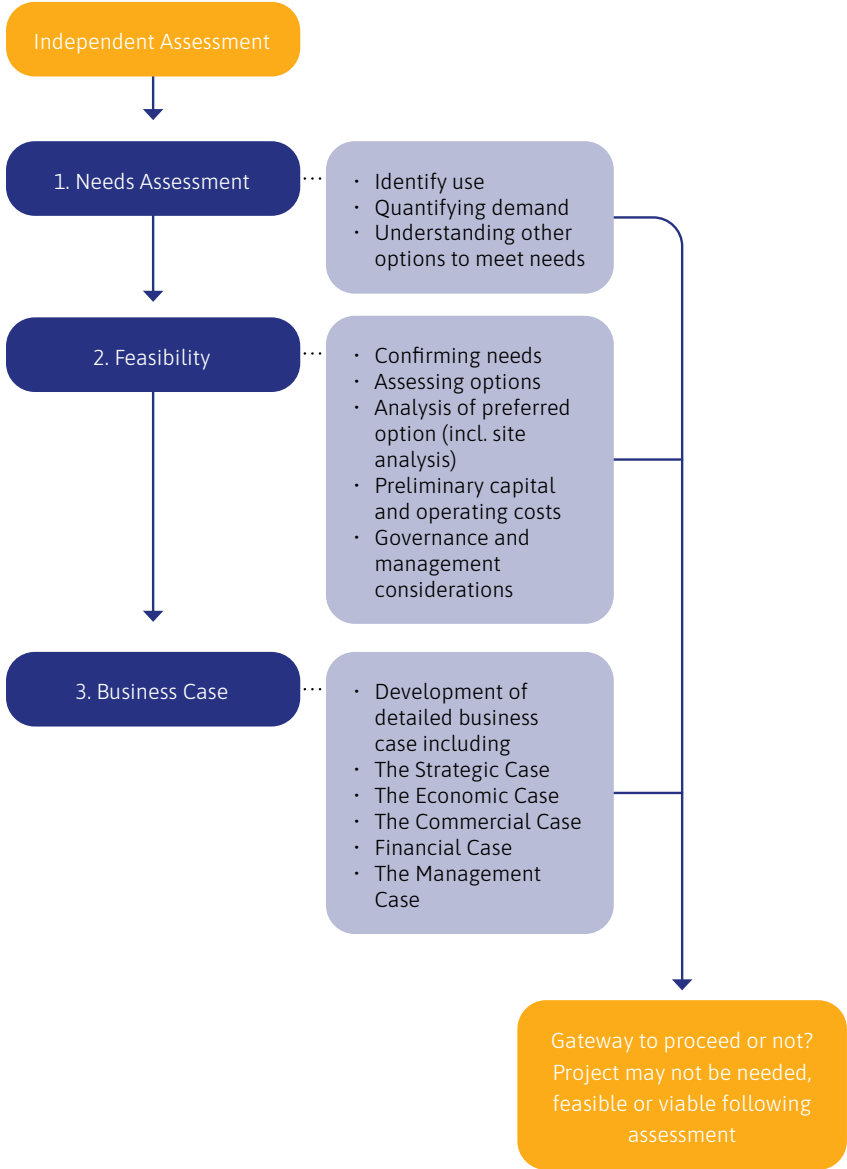 Independent Assessment
1. Needs Assessment
· Identify use
· Quantifying demand
· Understanding other
options to meet needs
2. Feasibility
· Confirming needs
· Assessing options
· Analysis of preferred
option (incl. site
analysis)
· Preliminary capital
and operating costs
· Governance and
management
considerations
3. Business Case
· Development of
detailed business
case including
· The Strategic Case
· The Economic Case
· The Commercial Case
· Financial Case
· The Management
Case
Gateway to proceed or not?
Project may not be needed,
feasible or viable following
assessment